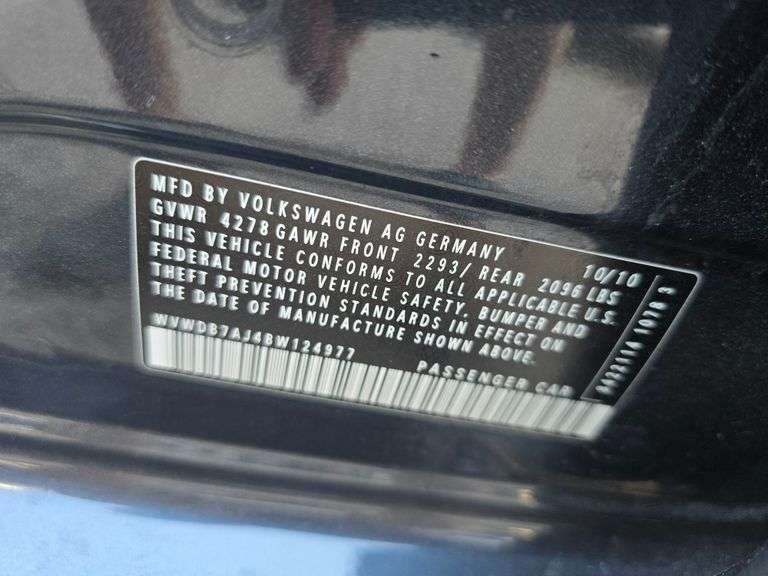 MFD BY VOLKSWAGEN AG GERMANY 10/10
GVWR 4278 GAWR FRONT 2293/ REAR 2096 LBS
THIS VEHICLE CONFORMS TO ALL APPLICABLE U.S.
FEDERAL MOTOR VEHICLE SAFETY, BUMPER AND
THEFT PREVENTION STANDARDS IN EFFECT ON
THE DATE OF MANUFACTURE SHOWN ABOVE.
WVWDB7AJ4BW124977 PASSENGER CAR